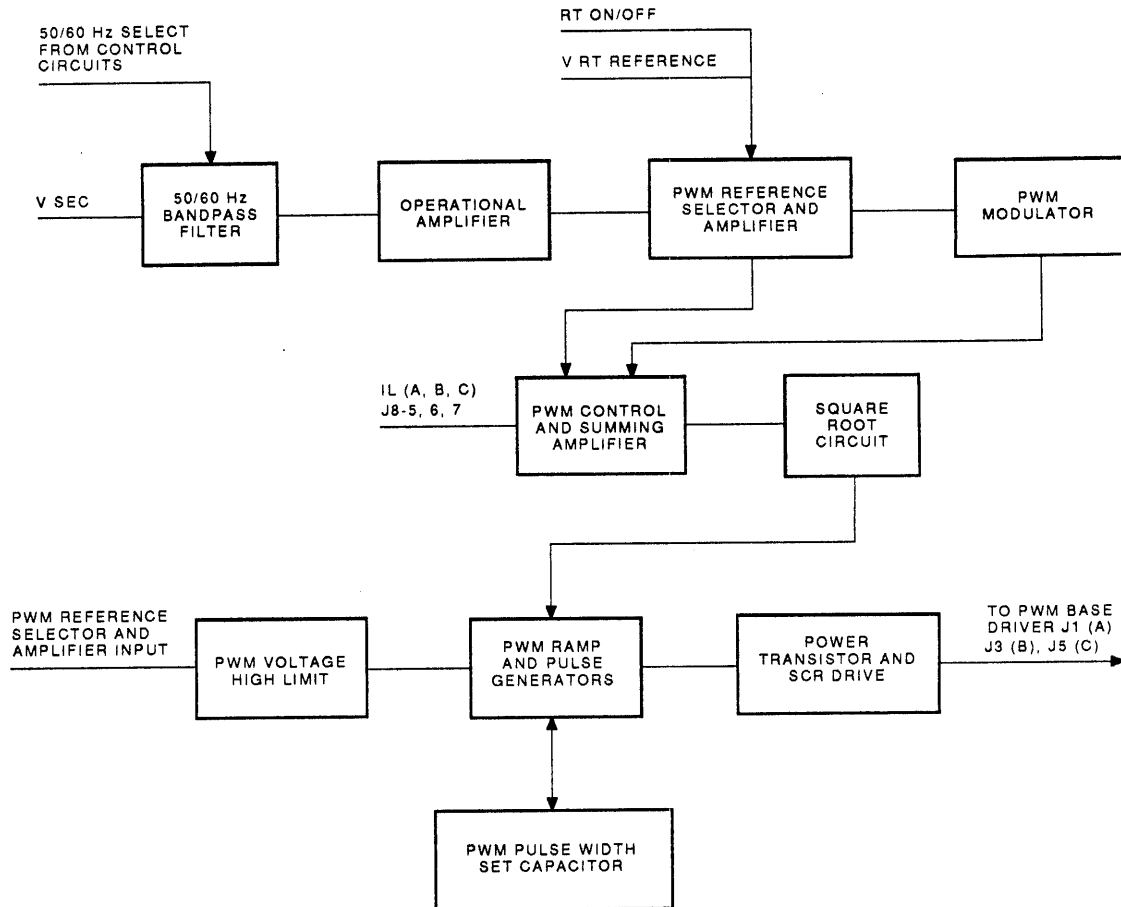 RT ON/OFF
50/60 Hz SELECT
FROM CONTROL
CIRCUITS
V RT REFERENCE
V SEC
50/60 Hz
BANDPASS
FILTER
OPERATIONAL
AMPLIFIER
PWM REFERENCE
SELECTOR AND
AMPLIFIER
PWM
MODULATOR
IL (A, B, C)
J8-5, 6, 7
PWM CONTROL
AND SUMMING
AMPLIFIER
SQUARE
ROOT
CIRCUIT
PWM REFERENCE
SELECTOR AND
AMPLIFIER INPUT
PWM VOLTAGE
HIGH LIMIT
PWM RAMP
AND PULSE
GENERATORS
POWER
TRANSISTOR AND
SCR DRIVE
TO PWM BASE
DRIVER J1 (A)
J3 (B), J5 (C)
PWM PULSE WIDTH
SET CAPACITOR